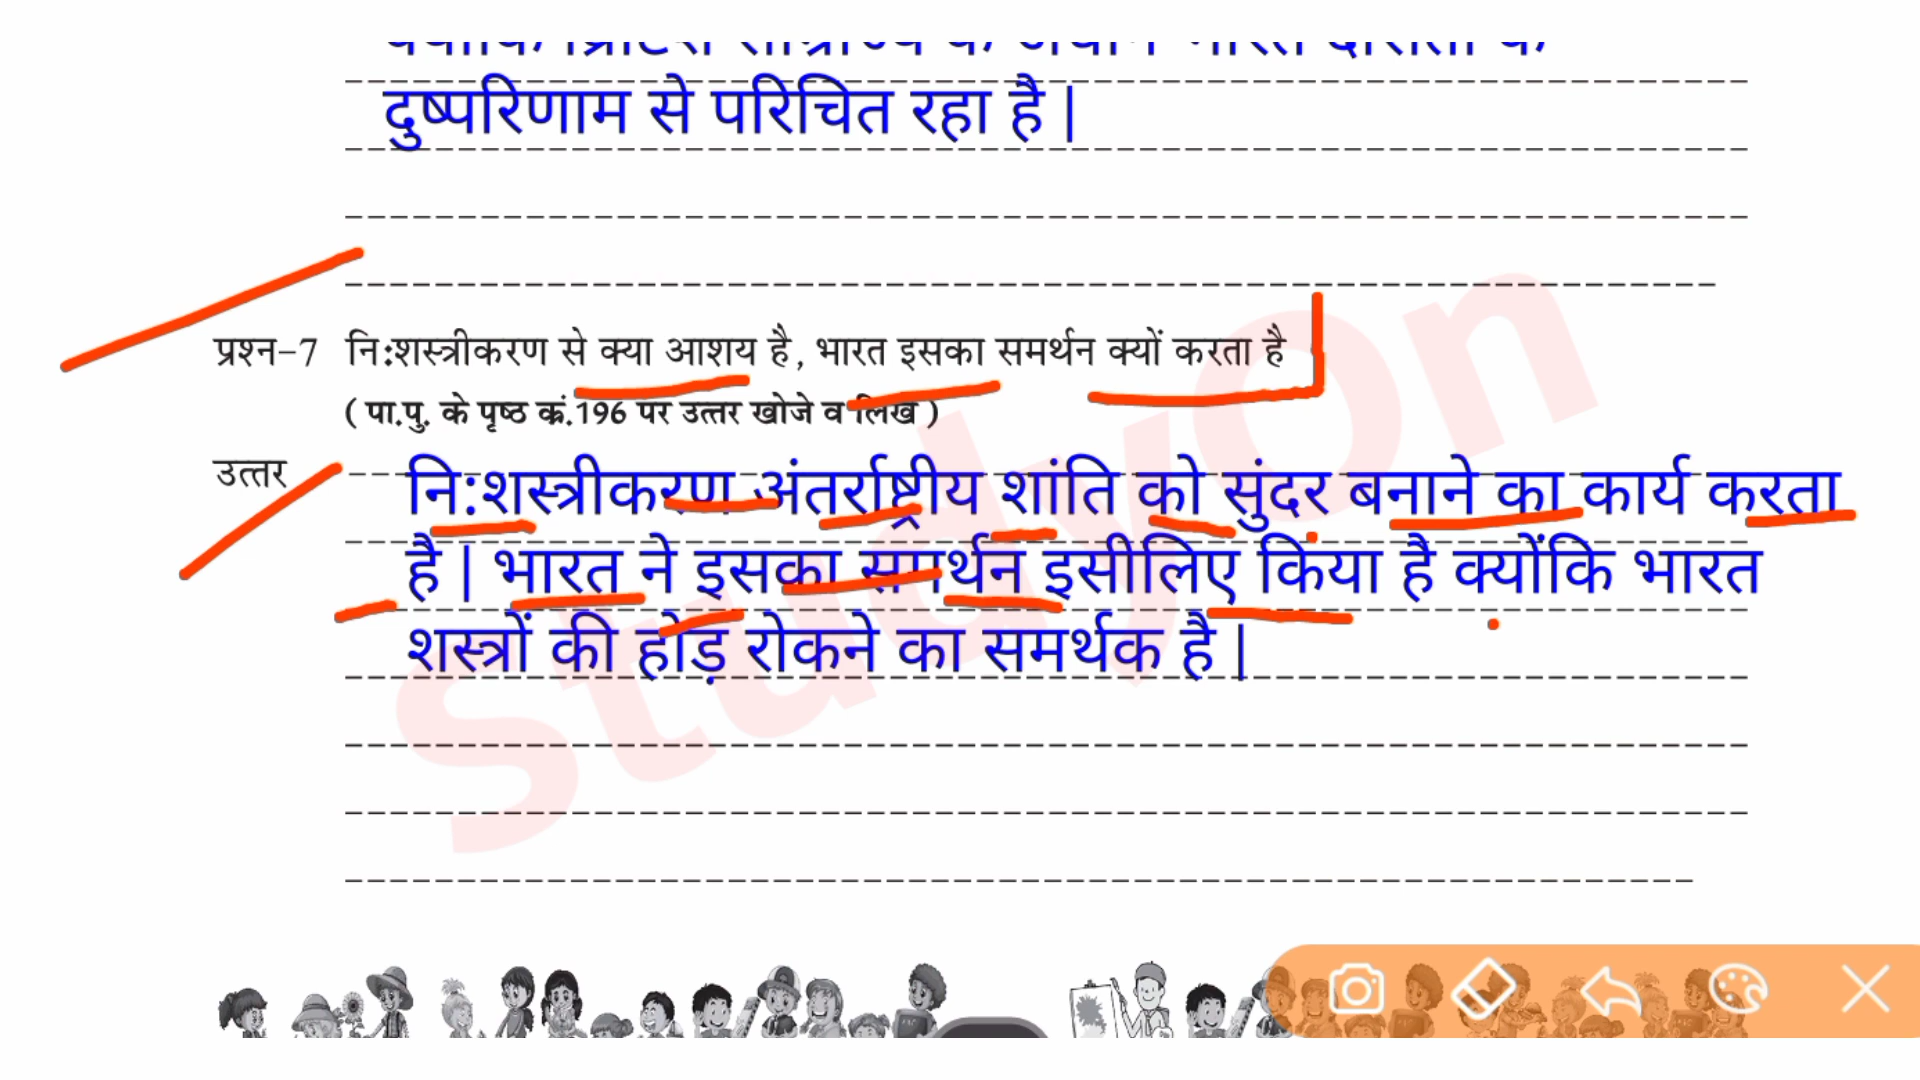 दुष्परिणाम से परिचित रहा है |
प्रश्न-7 नि:शस्त्रीकरण से क्या आशय है, भारत इसका समर्थन क्यों करता है
( पा.पु. के पृष्ठ कं.196 पर उत्तर खोजे व लिखे )
उत्तर नि:शस्त्रीकरण अंतर्राष्ट्रीय शांति को सुंदर बनाने का कार्य करता
है | भारत ने इसका समर्थन इसीलिए किया है क्योंकि भारत
शस्त्रों की होड़ रोकने का समर्थक है |
StudyOn